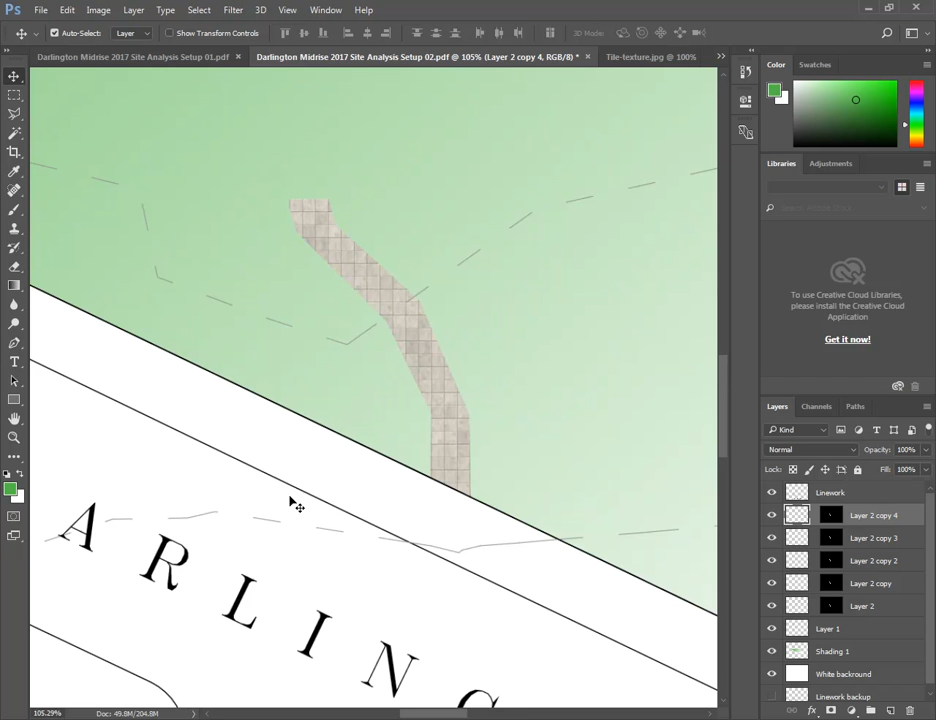 Ps File Edit Image Layer Type Select Filter 3D View Window Help
Auto-Select: Layer Show Transform Controls 3D Mode:
Darlington Midrise 2017 Site Analysis Setup 01.pdf × Darlington Midrise 2017 Site Analysis Setup 02.pdf @ 105% (Layer 2 copy 4, RGB/8) * × Tile-texture.jpg @ 100%
Color Swatches
Libraries Adjustments
To use Creative Cloud Libraries,
please install the Creative Cloud
Application
Get it now!
Layers Channels Paths
Kind
Normal Opacity: 100%
Lock: Fill: 100%
Linework
Layer 2 copy 4
Layer 2 copy 3
Layer 2 copy 2
Layer 2 copy
Layer 2
Layer 1
Shading 1
White backround
Linework backup
A R L I N G
105.29% Doc: 49.8M/204.8M